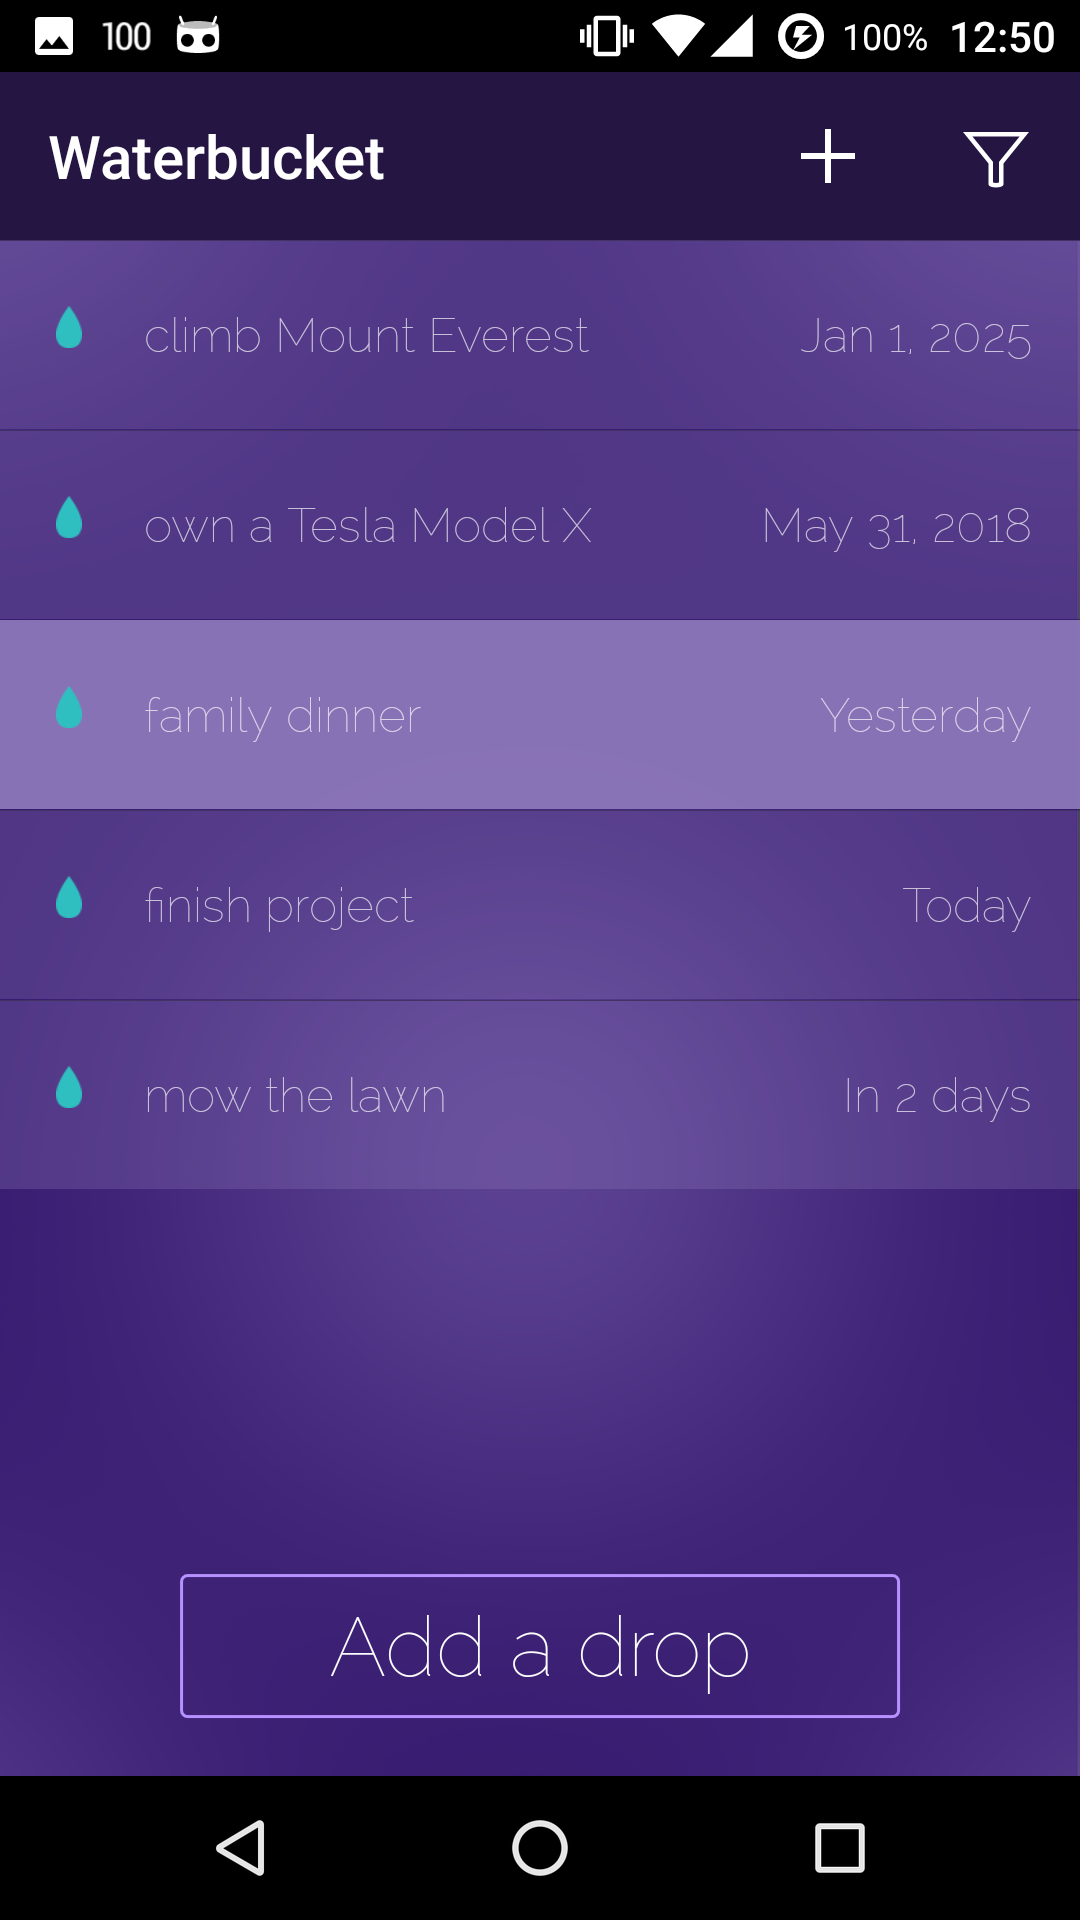 100 100% 12:50
Waterbucket
climb Mount Everest Jan 1, 2025
own a Tesla Model X May 31, 2018
family dinner Yesterday
finish project Today
mow the lawn In 2 days
Add a drop